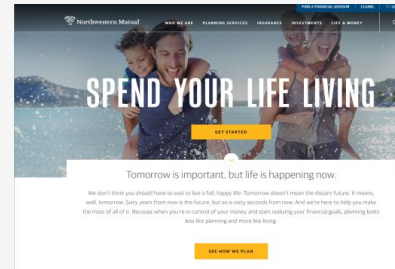 FIND A FINANCIAL ADVISOR | CLAIMS
Northwestern Mutual
WHO WE ARE PLANNING SERVICES INSURANCE INVESTMENTS LIFE & MONEY
SPEND YOUR LIFE LIVING
GET STARTED
Tomorrow is important, but life is happening now.
We don't think you should have to wait to live a full, happy life. Tomorrow doesn't mean the distant future. It means,
well, tomorrow. Sixty years from now is the future, but so is sixty seconds from now. And we're here to help you make
the most of all of it. Because when you're in control of your money and start realizing your financial goals, planning looks
less like planning and more like living.
SEE HOW WE PLAN